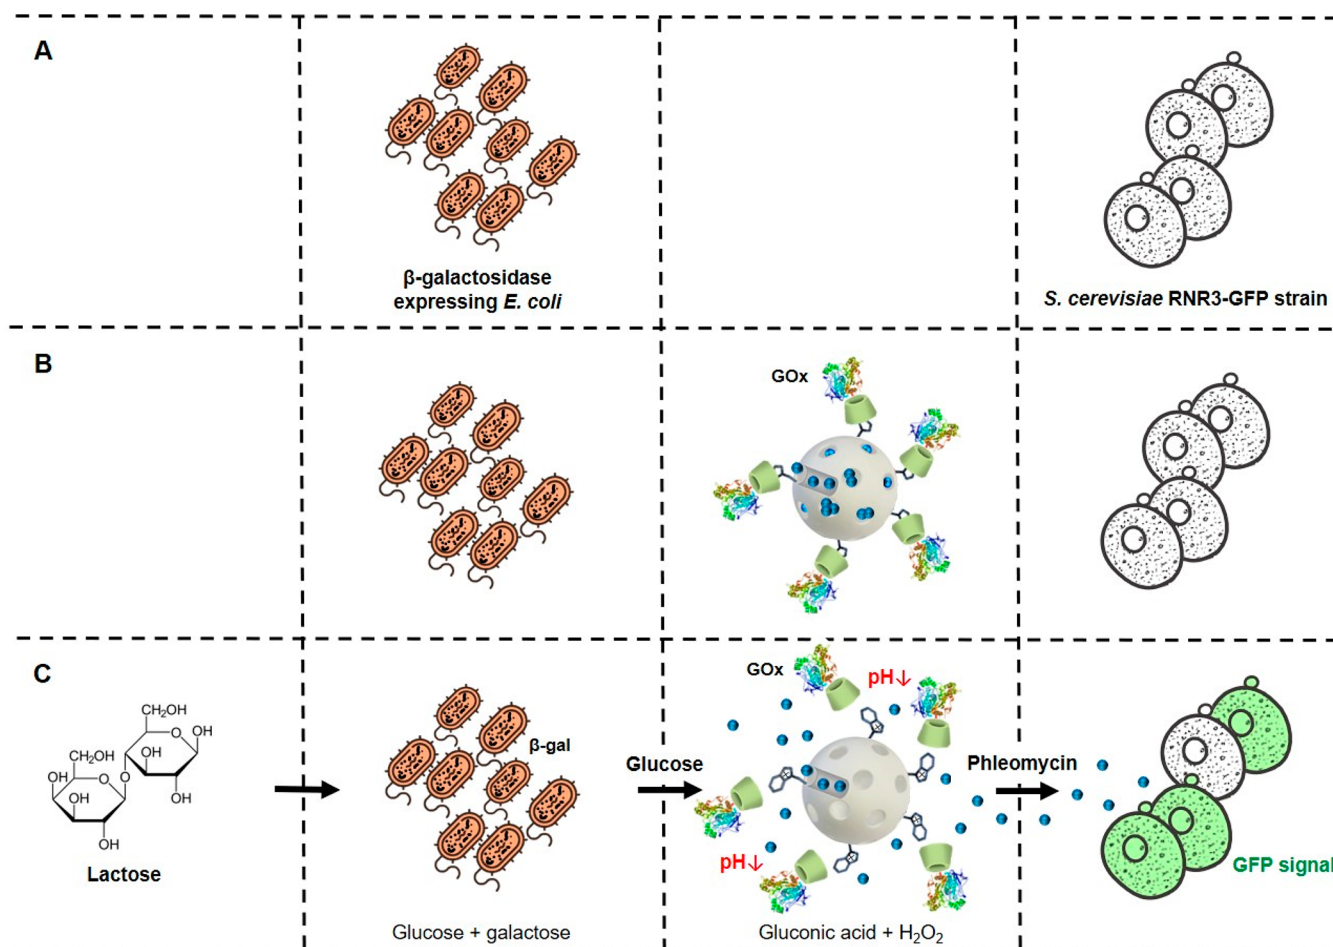 A
β-galactosidase
expressing E. coli
S. cerevisiae RNR3-GFP strain
B
GOx
C
CH₂OH
OH
OH
OH
CH₂OH
OH
O
O
O
OH
OH
OH
OH
Lactose
β-gal
Glucose + galactose
Glucose
GOx
pH↓
pH↓
Gluconic acid + H₂O₂
Phleomycin
GFP signal